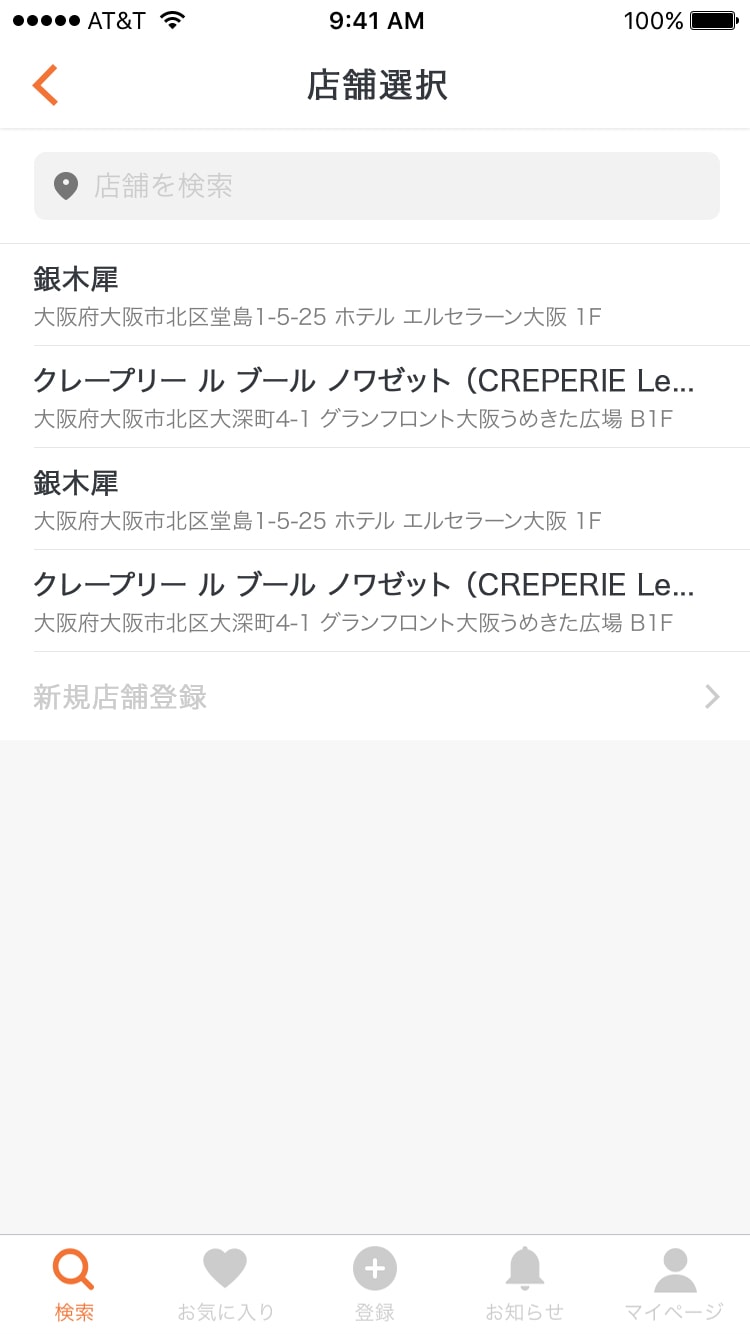 AT&T 9:41 AM 100%
店舗選択
店舗を検索
銀木犀
大阪府大阪市北区堂島1-5-25 ホテル エルセラーン大阪 1F
クレープリー ル ブール ノワゼット（CREPERIE Le...
大阪府大阪市北区大深町4-1 グランフロント大阪うめきた広場 B1F
銀木犀
大阪府大阪市北区堂島1-5-25 ホテル エルセラーン大阪 1F
クレープリー ル ブール ノワゼット（CREPERIE Le...
大阪府大阪市北区大深町4-1 グランフロント大阪うめきた広場 B1F
新規店舗登録
検索 お気に入り 登録 お知らせ マイページ